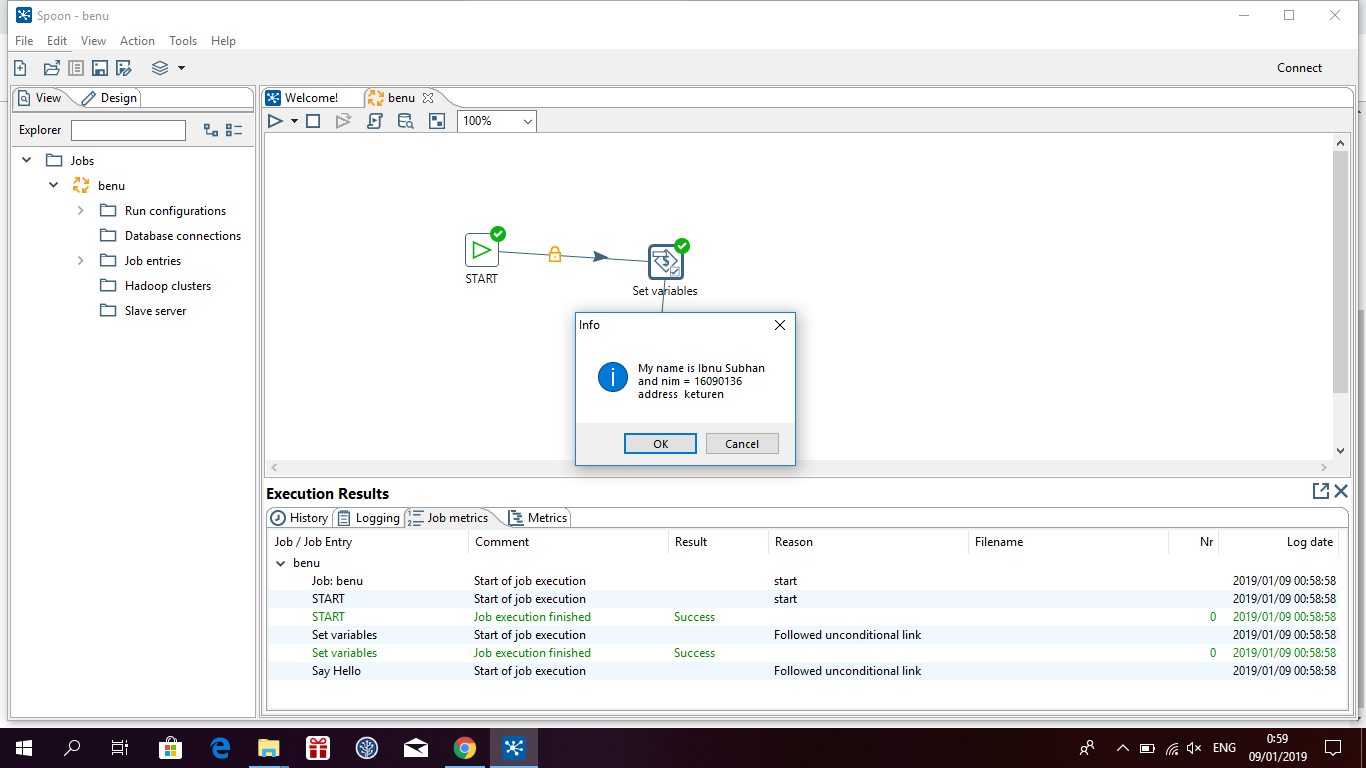 Spoon - benu
File Edit View Action Tools Help
Connect
View Design
Explorer
Jobs
benu
Run configurations
Database connections
Job entries
Hadoop clusters
Slave server
Welcome! benu
100%
START
Set variables
Info
My name is Ibnu Subhan
and nim = 16090136
address  keturen
OK Cancel
Execution Results
History Logging Job metrics Metrics
Job / Job Entry Comment Result Reason Filename Nr Log date
benu
Job: benu Start of job execution start 2019/01/09 00:58:58
START Start of job execution start 2019/01/09 00:58:58
START Job execution finished Success 0 2019/01/09 00:58:58
Set variables Start of job execution Followed unconditional link 2019/01/09 00:58:58
Set variables Job execution finished Success 0 2019/01/09 00:58:58
Say Hello Start of job execution Followed unconditional link 2019/01/09 00:58:58
ENG
0:59
09/01/2019